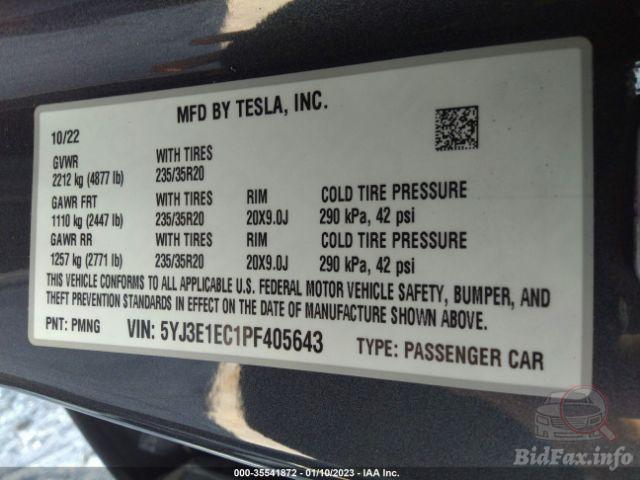 MFD BY TESLA, INC.
10/22
GVWR WITH TIRES
2212 kg (4877 lb) 235/35R20
GAWR FRT WITH TIRES RIM COLD TIRE PRESSURE
1110 kg (2447 lb) 235/35R20 20X9.0J 290 kPa, 42 psi
GAWR RR WITH TIRES RIM COLD TIRE PRESSURE
1257 kg (2771 lb) 235/35R20 20X9.0J 290 kPa, 42 psi
THIS VEHICLE CONFORMS TO ALL APPLICABLE U.S. FEDERAL MOTOR VEHICLE SAFETY, BUMPER, AND
THEFT PREVENTION STANDARDS IN EFFECT ON THE DATE OF MANUFACTURE SHOWN ABOVE.
PNT: PMNG VIN: 5YJ3E1EC1PF405643 TYPE: PASSENGER CAR
BidFax.info
000-35541872 - 01/10/2023 - IAA Inc.